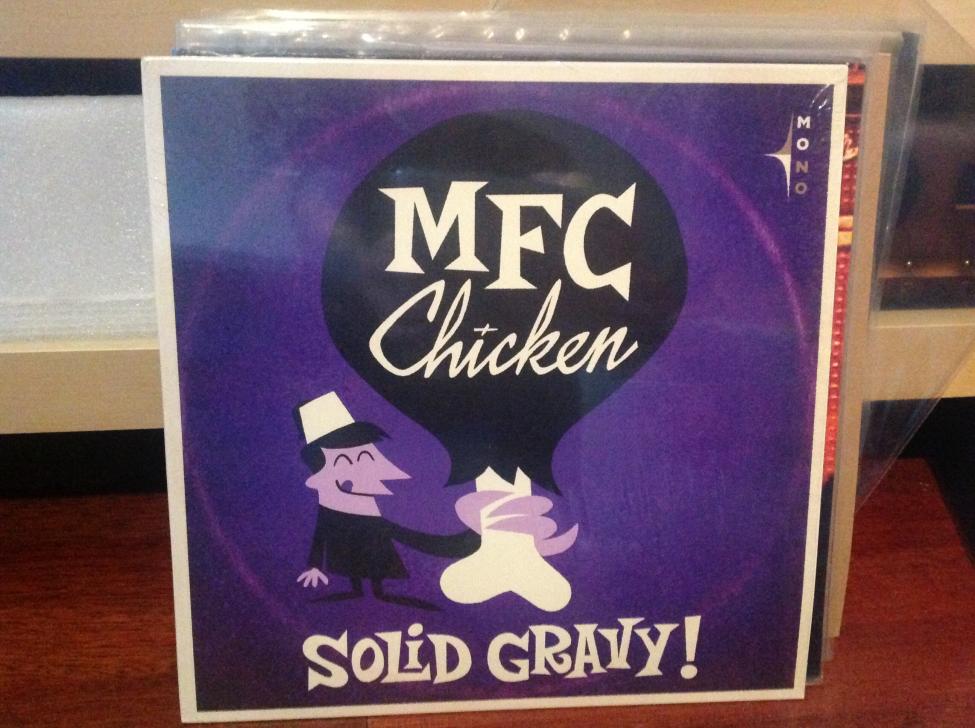 MONO
MFC
Chicken
SOLiD GRAVY!